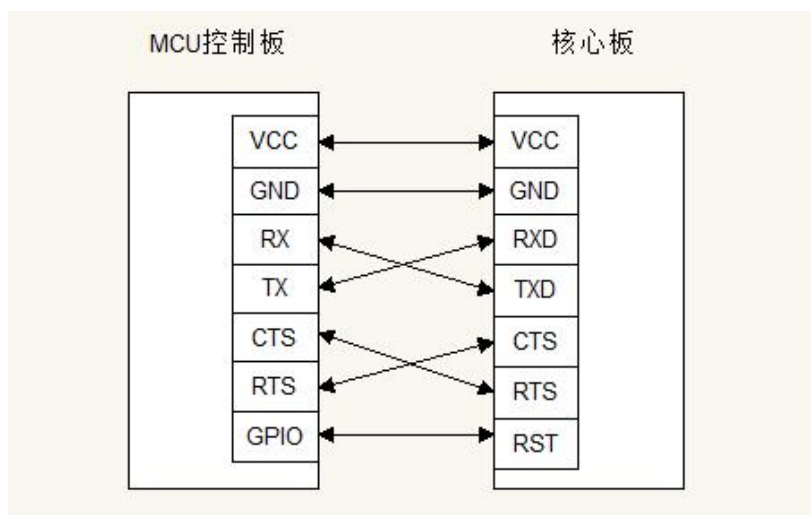 MCU控制板 核心板
VCC VCC
GND GND
RX RXD
TX TXD
CTS CTS
RTS RTS
GPIO RST